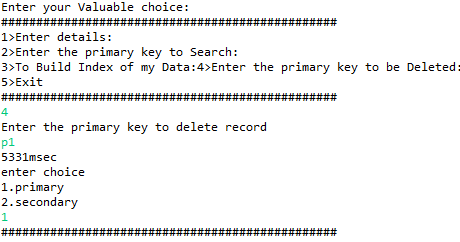 Enter your Valuable choice:
################################################
1>Enter details:
2>Enter the primary key to Search:
3>To Build Index of my Data:4>Enter the primary key to be Deleted:
5>Exit
################################################
4
Enter the primary key to delete record
p1
5331msec
enter choice
1.primary
2.secondary
1
################################################